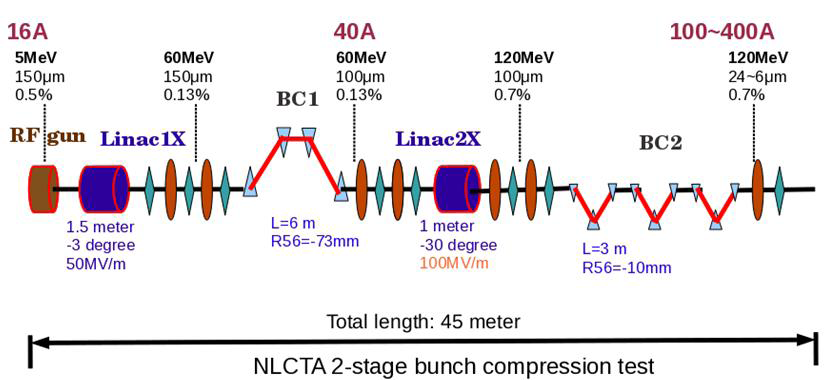 16A
40A
100~400A
5MeV
150µm
0.5%
60MeV
150µm
0.13%
60MeV
100µm
0.13%
120MeV
100µm
0.7%
120MeV
24~6µm
0.7%
BC1
RF gun
Linac1X
Linac2X
BC2
1.5 meter
-3 degree
50MV/m
L=6 m
R56=-73mm
1 meter
-30 degree
100MV/m
L=3 m
R56=-10mm
Total length: 45 meter
NLCTA 2-stage bunch compression test